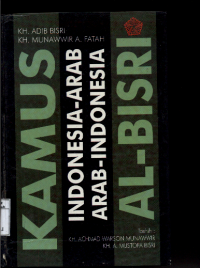 KH. ADIB BISRI
KH. MUNAWWIR A. FATAH
KAMUS
INDONESIA-ARAB
ARAB-INDONESIA
AL-BISRI
KH. ACHMAD WARSON MUNAWWIR
KH. A. MUSTOFA BISRI